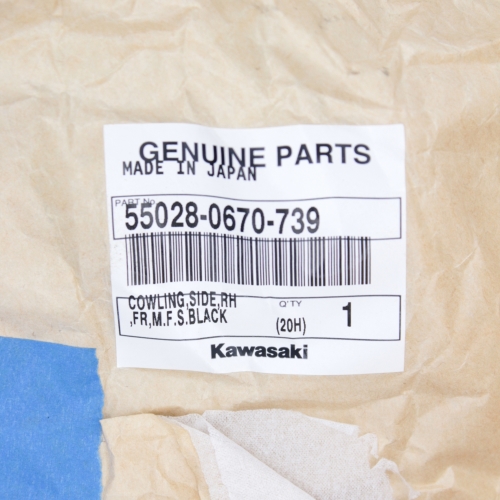 GENUINE PARTS
MADE IN JAPAN
PART No.
55028-0670-739
COWLING,SIDE,RH
,FR,M.F.S.BLACK
Q'TY
(20H)
1
Kawasaki